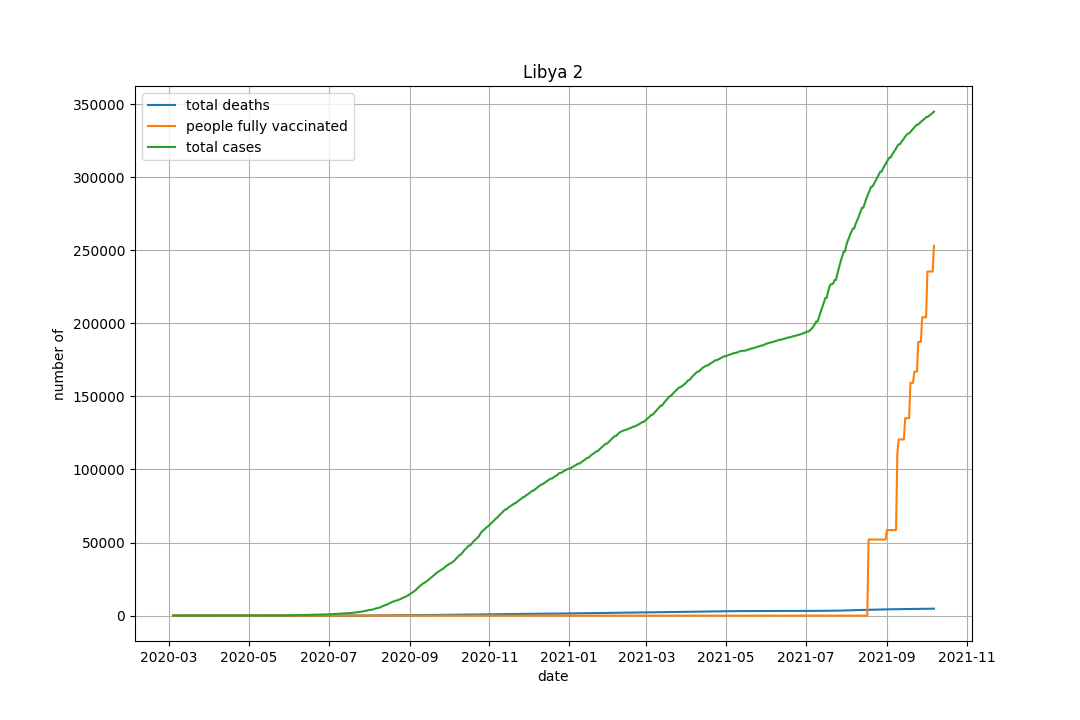 Libya 2
total deaths
people fully vaccinated
total cases
350000
300000
250000
200000
150000
100000
50000
0
number of
2020-03 2020-05 2020-07 2020-09 2020-11 2021-01 2021-03 2021-05 2021-07 2021-09 2021-11
date